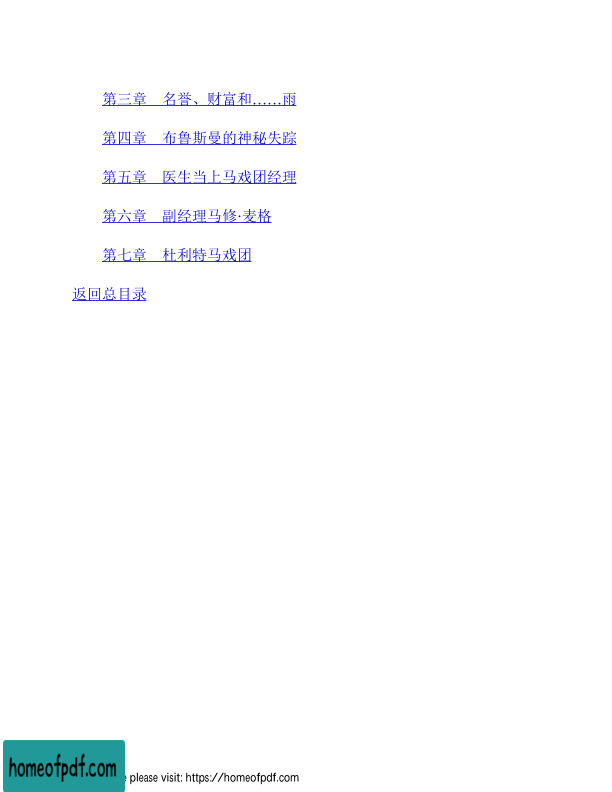 第三章　名誉、财富和……雨
第四章　布鲁斯曼的神秘失踪
第五章　医生当上马戏团经理
第六章　副经理马修·麦格
第七章　杜利特马戏团
返回总目录
homeofpdf.com
please visit: https://homeofpdf.com